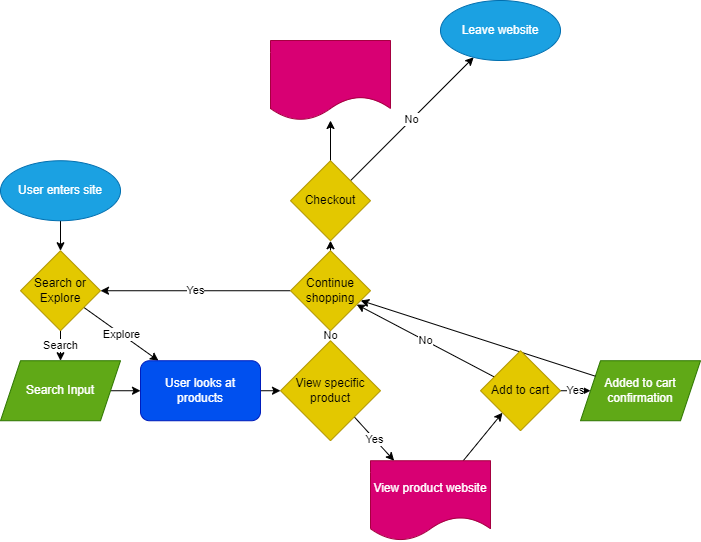 Leave website
No
User enters site
Checkout
Search or
Explore
Yes
Continue
shopping
Search
Explore
No
No
Search Input
User looks at
products
View specific
product
Add to cart
Yes
Added to cart
confirmation
Yes
View product website